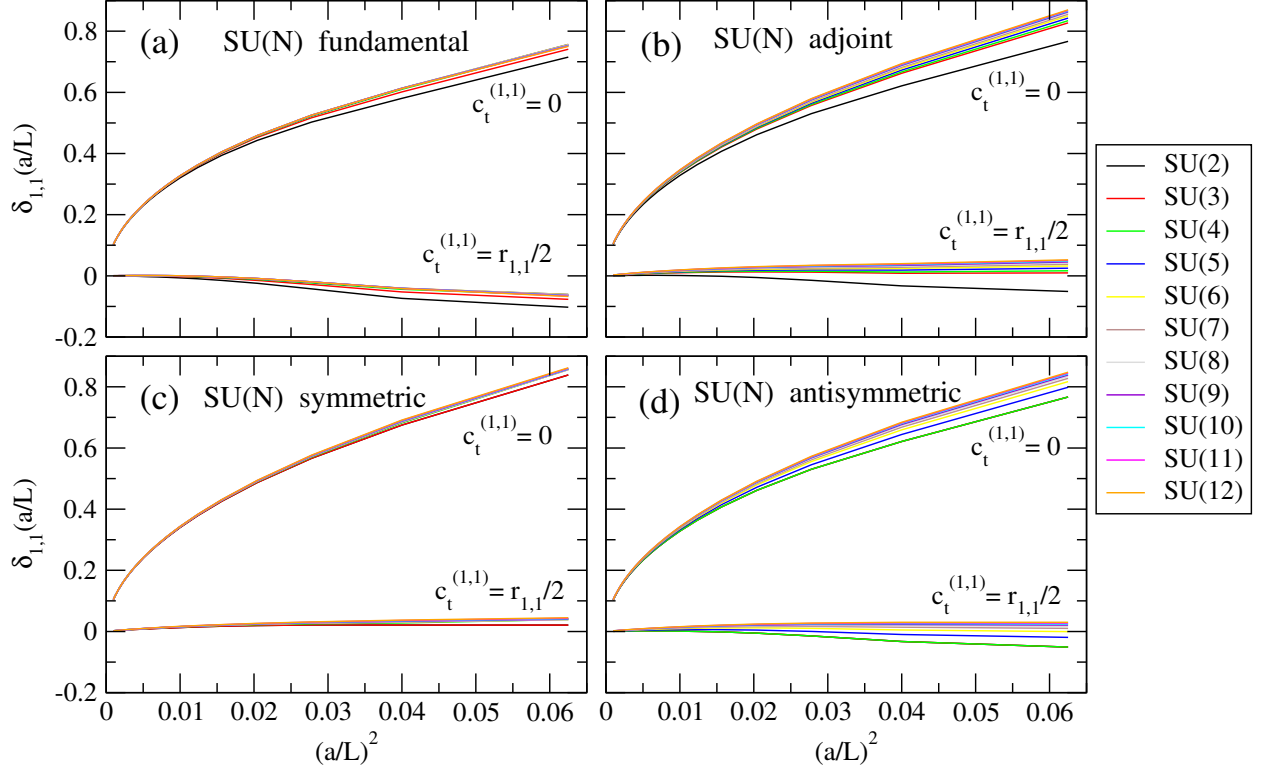 0.8
0.6
0.4
0.2
0
-0.2
δ1,1(a/L)
(a)
SU(N) fundamental
ct(1,1)= 0
ct(1,1)= r1,1/2
(b)
SU(N) adjoint
ct(1,1)= 0
ct(1,1)= r1,1/2
0.8
0.6
0.4
0.2
0
-0.2
δ1,1(a/L)
(c)
SU(N) symmetric
ct(1,1)= 0
ct(1,1)= r1,1/2
(d)
SU(N) antisymmetric
ct(1,1)= 0
ct(1,1)= r1,1/2
0 0.01 0.02 0.03 0.04 0.05 0.06
(a/L)2
0 0.01 0.02 0.03 0.04 0.05 0.06
(a/L)2
SU(2)
SU(3)
SU(4)
SU(5)
SU(6)
SU(7)
SU(8)
SU(9)
SU(10)
SU(11)
SU(12)